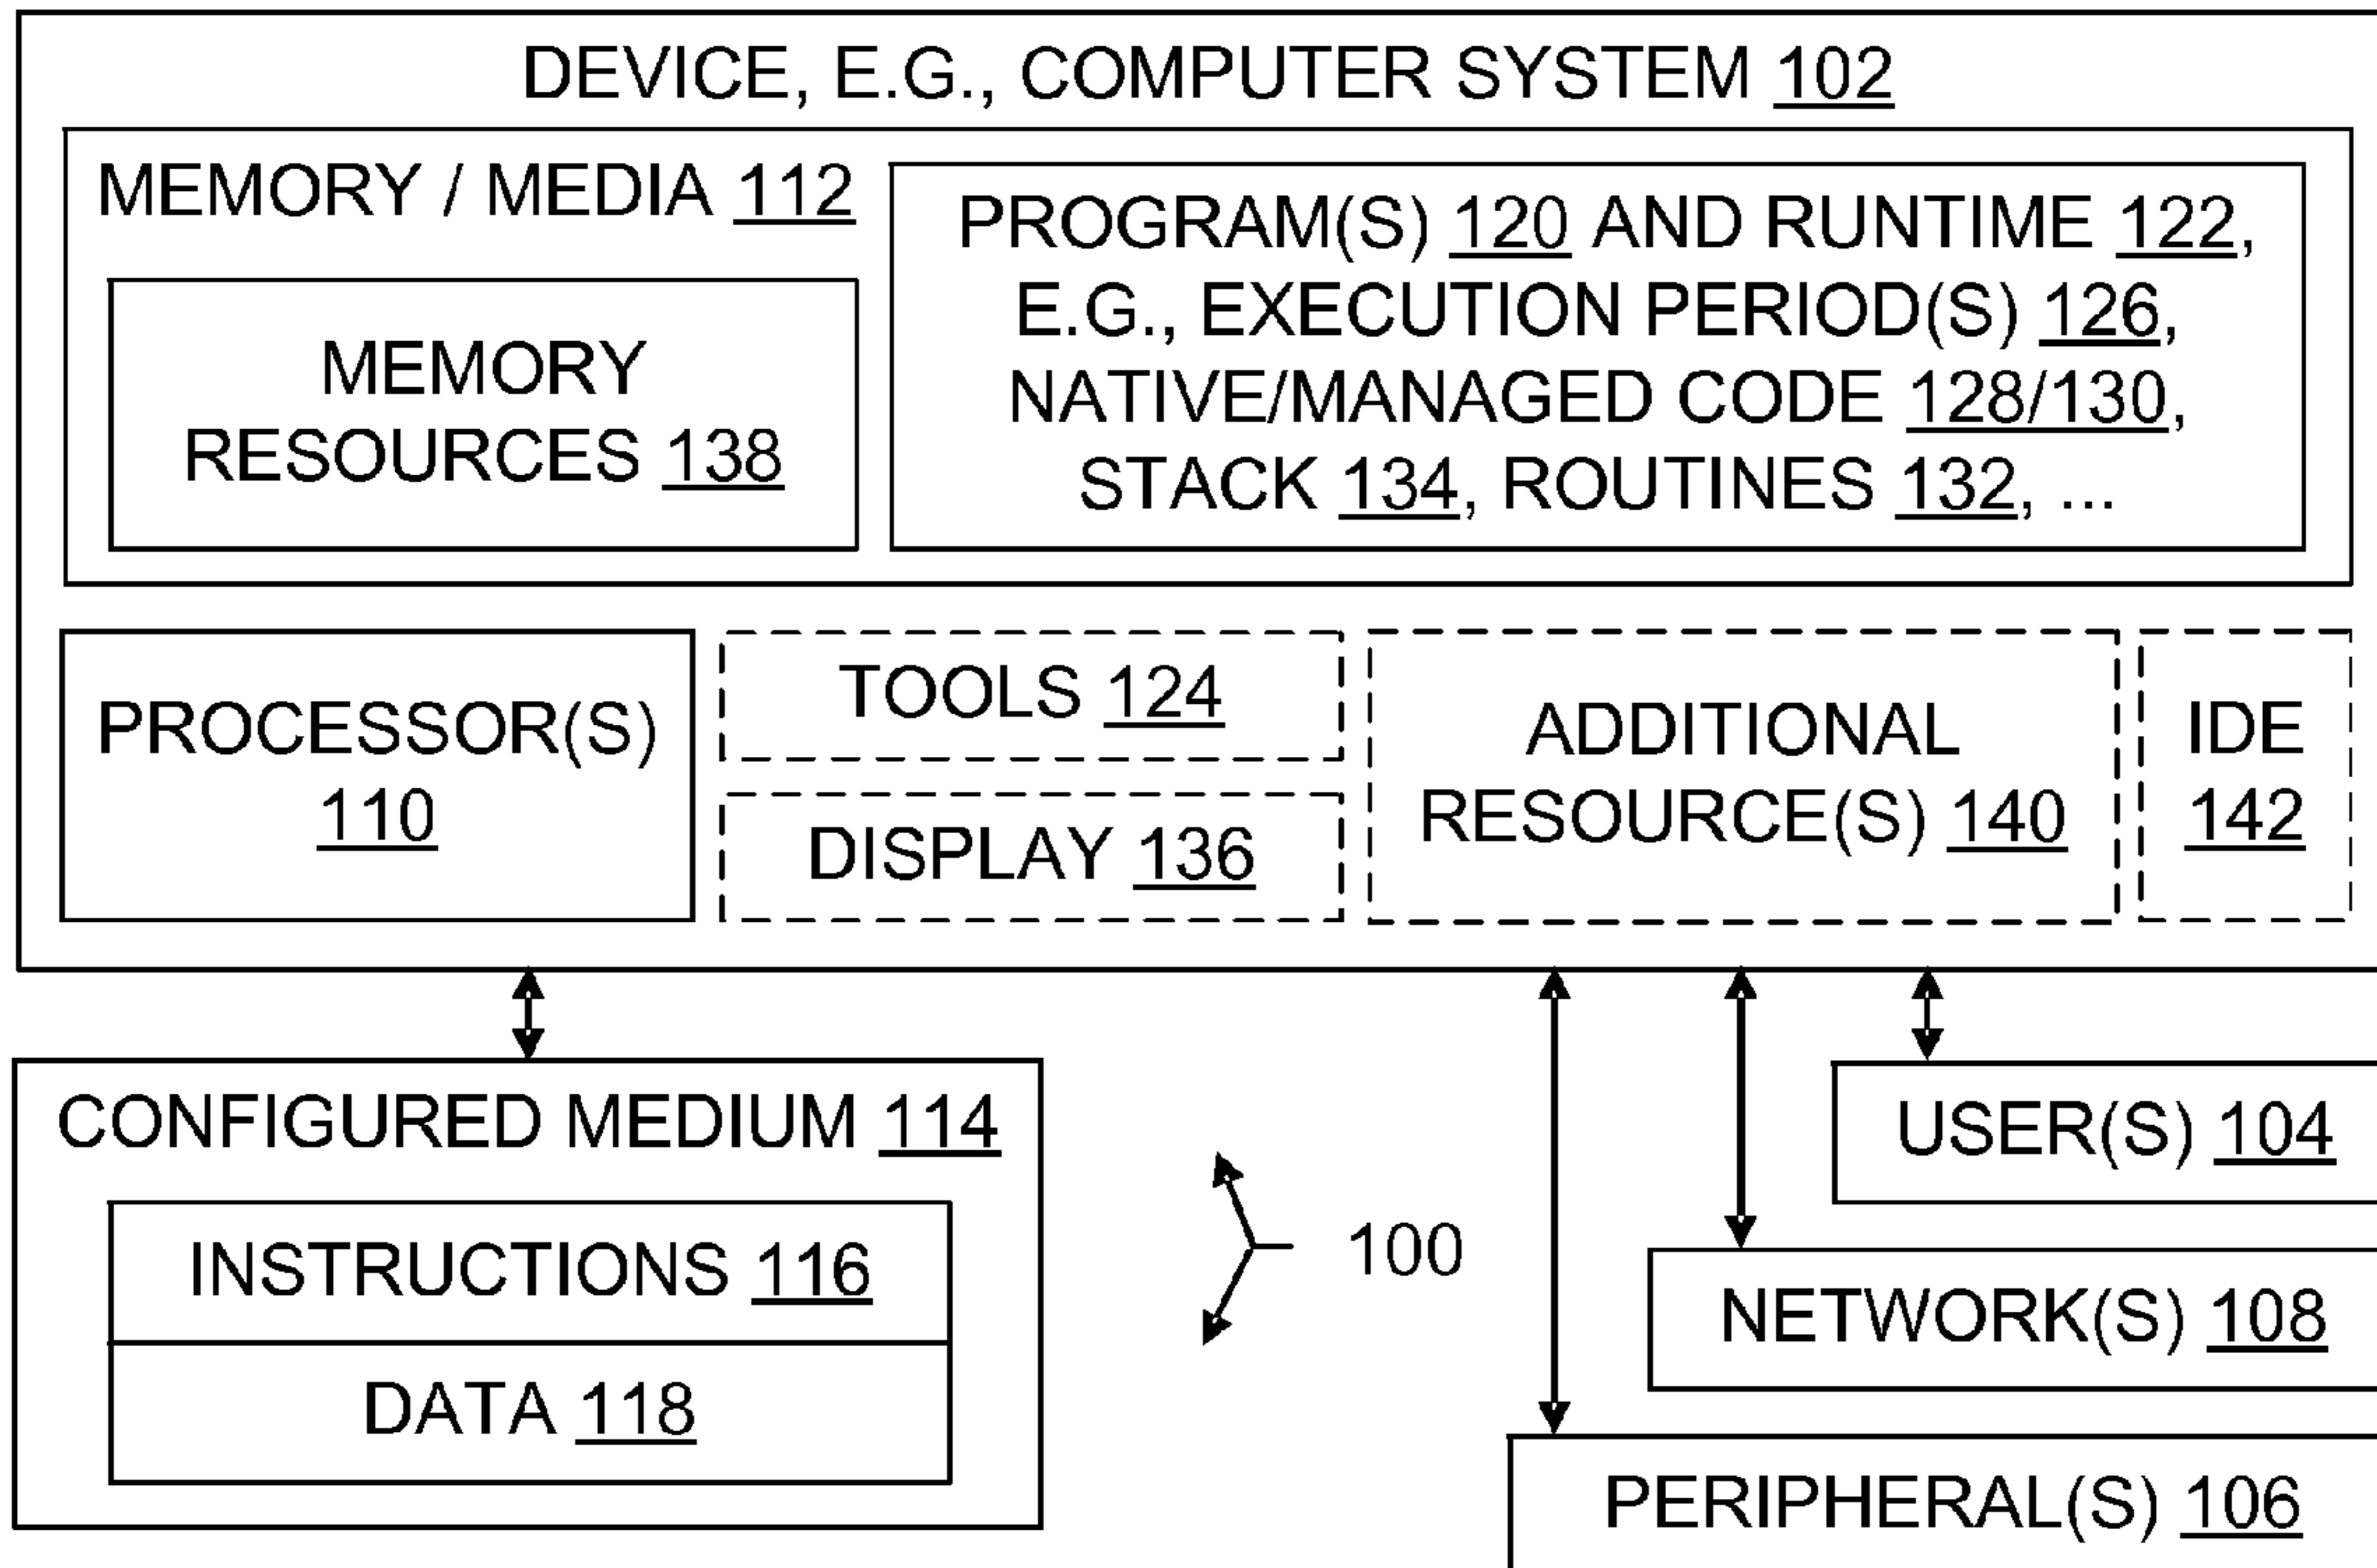 DEVICE, E.G., COMPUTER SYSTEM 102
MEMORY / MEDIA 112
MEMORY
RESOURCES 138
PROGRAM(S) 120 AND RUNTIME 122,
E.G., EXECUTION PERIOD(S) 126,
NATIVE/MANAGED CODE 128/130,
STACK 134, ROUTINES 132, ...
PROCESSOR(S)
110
TOOLS 124
DISPLAY 136
ADDITIONAL
RESOURCE(S) 140
IDE
142
CONFIGURED MEDIUM 114
INSTRUCTIONS 116
DATA 118
100
USER(S) 104
NETWORK(S) 108
PERIPHERAL(S) 106